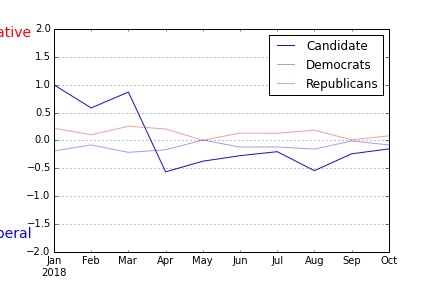 ative
2.0
1.5
1.0
0.5
0.0
−0.5
−1.0
−1.5
−2.0
beral
Candidate
Democrats
Republicans
Jan Feb Mar Apr May Jun Jul Aug Sep Oct
2018